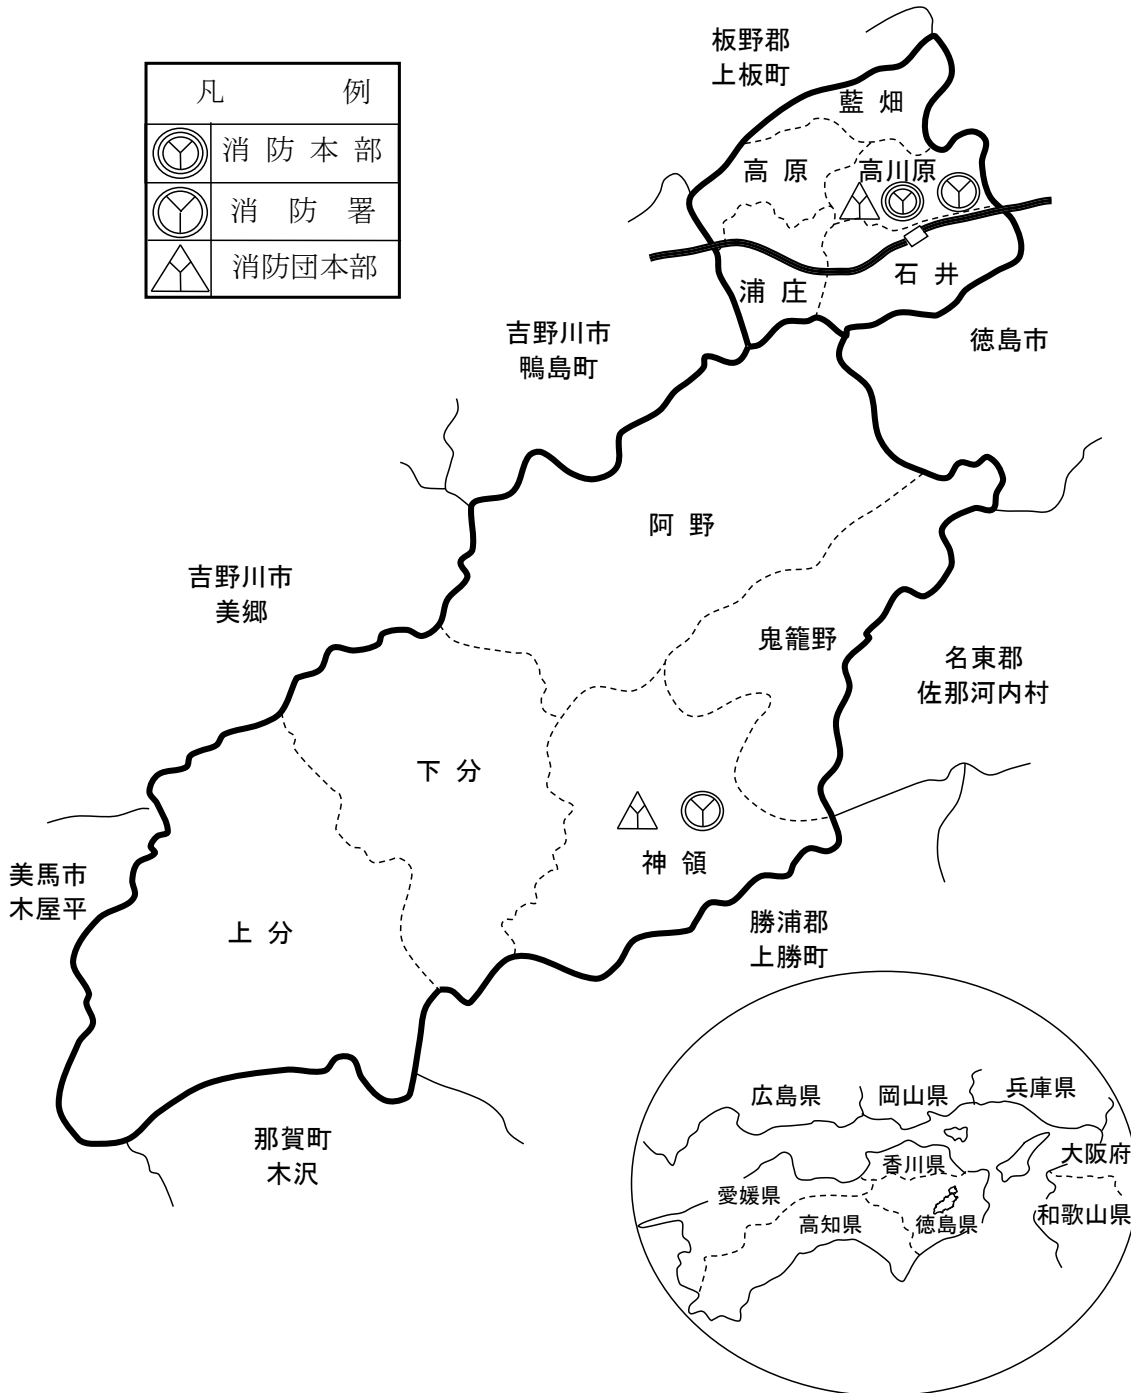 凡 例
消防本部
消防署
消防団本部
板野郡
上板町
藍畑
高原
高川原
石井
浦庄
吉野川市
鴨島町
徳島市
阿野
吉野川市
美郷
鬼籠野
名東郡
佐那河内村
下分
神領
美馬市
木屋平
上分
勝浦郡
上勝町
那賀町
木沢
広島県
岡山県
兵庫県
香川県
大阪府
愛媛県
高知県
徳島県
和歌山県